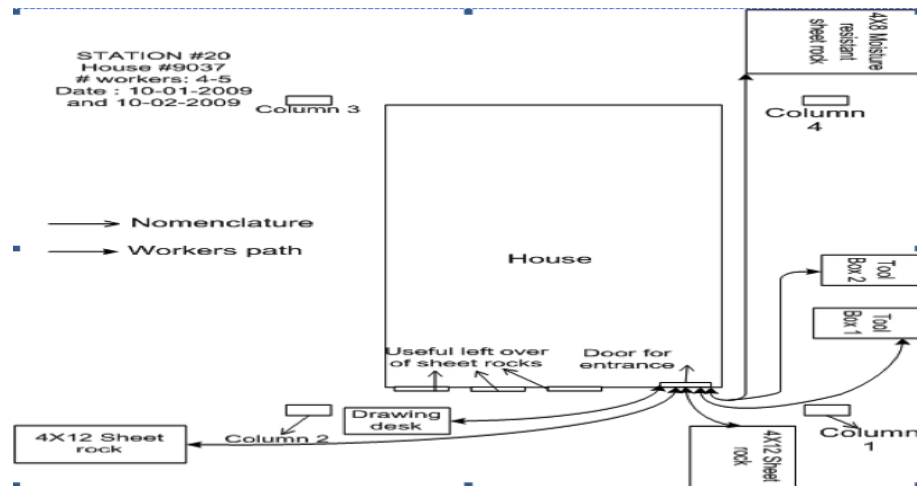 STATION #20
House #9037
# workers: 4-5
Date : 10-01-2009
and 10-02-2009
Column 3
4X8 Moisture
resistant
sheet rock
Column
4
Nomenclature
Workers path
House
Tool
Box 2
Tool
Box 1
Useful left over
of sheet rocks
Door for
entrance
Drawing
desk
4X12 Sheet
rock
Column 2
4X12 Sheet
rock
Column
1